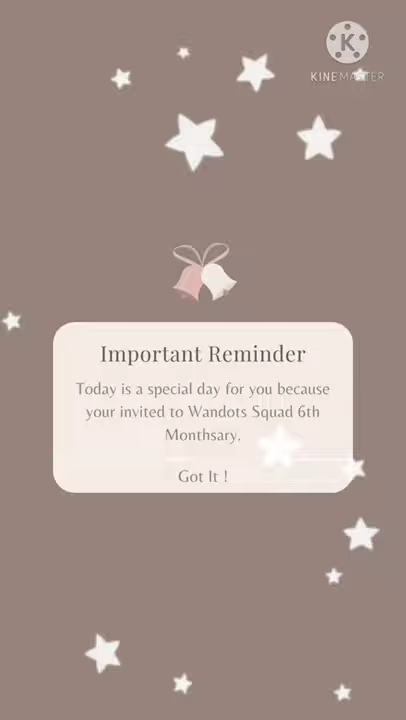 K
KINEMASTER
Important Reminder
Today is a special day for you because
your invited to Wandots Squad 6th
Monthsary.
Got It !